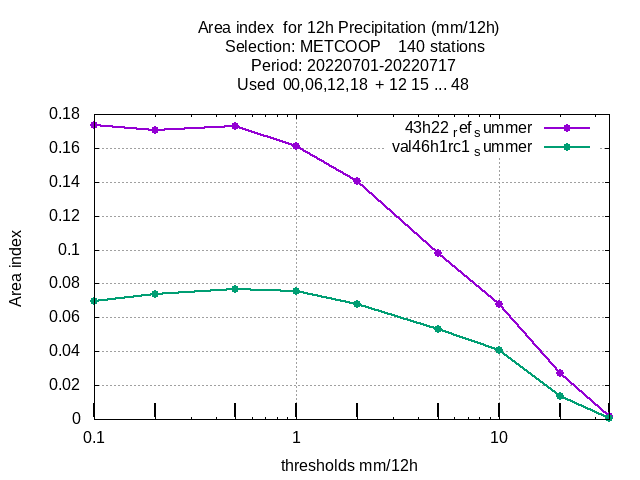 Area index  for 12h Precipitation (mm/12h)
Selection: METCOOP    140 stations
Period: 20220701-20220717
Used  00,06,12,18  + 12 15 ... 48
43h22 ref summer
val46h1rc1 summer
0.18
0.16
0.14
0.12
0.1
0.08
0.06
0.04
0.02
0
Area index
0.1
1
10
thresholds mm/12h